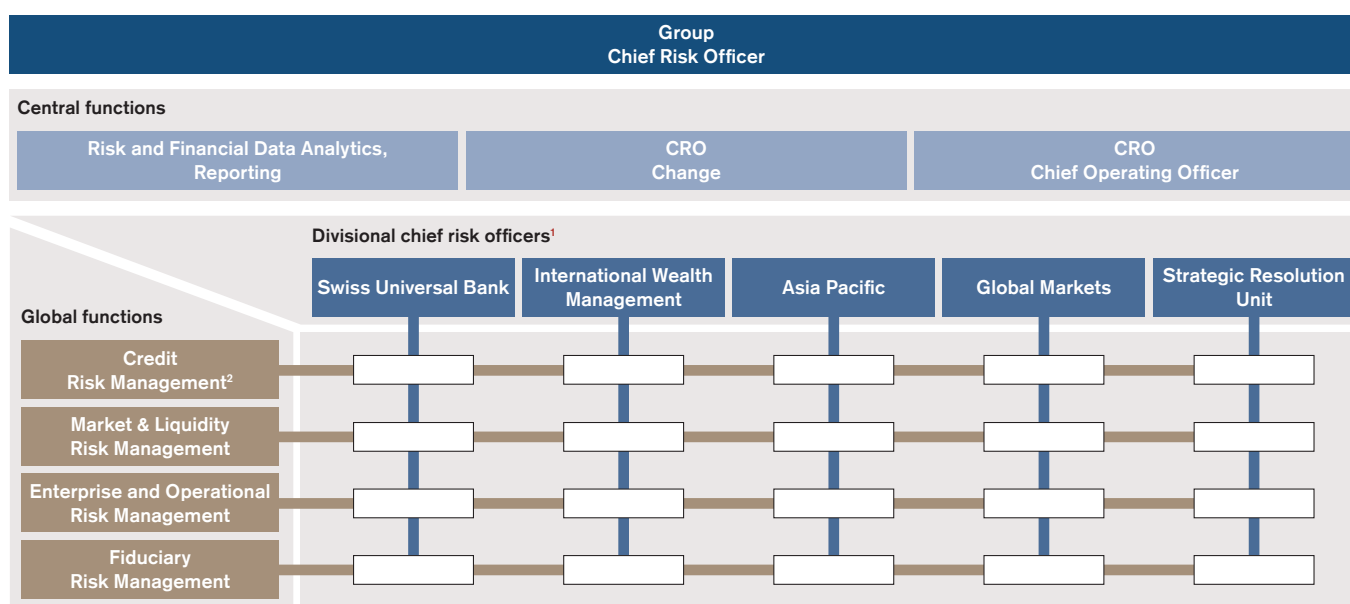 Group
Chief Risk Officer
Central functions
Risk and Financial Data Analytics,
Reporting
CRO
Change
CRO
Chief Operating Officer
Divisional chief risk officers¹
Swiss Universal Bank
International Wealth
Management
Asia Pacific
Global Markets
Strategic Resolution
Unit
Global functions
Credit
Risk Management²
Market & Liquidity
Risk Management
Enterprise and Operational
Risk Management
Fiduciary
Risk Management